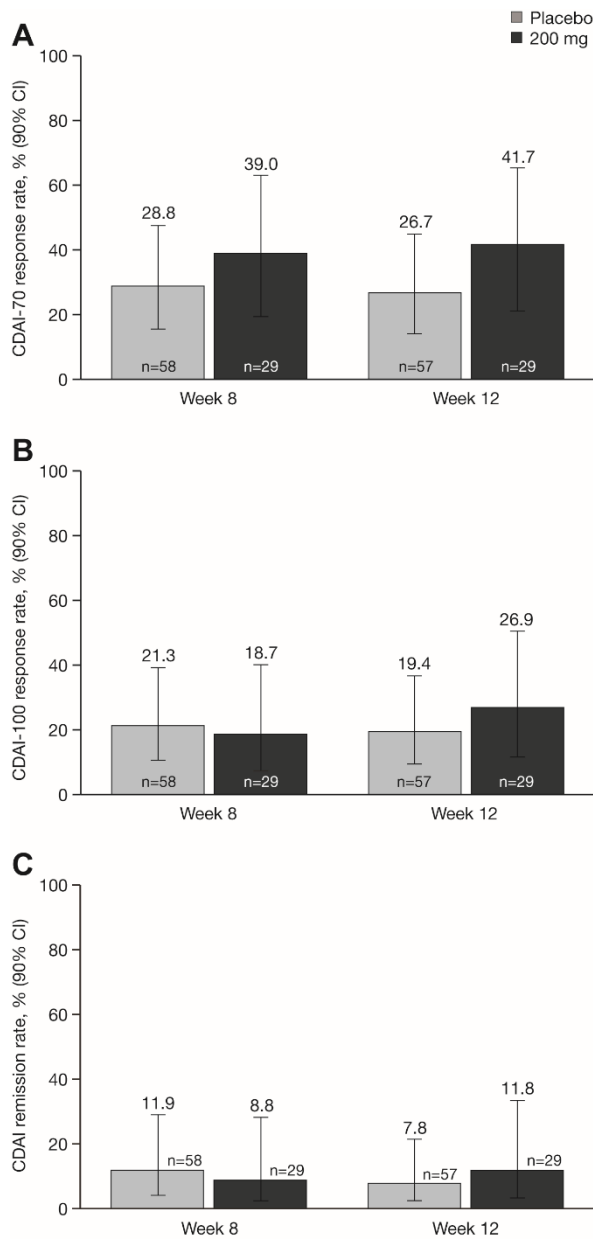 Placebo
200 mg
A
CDAI-70 response rate, % (90% CI)
100
80
60
40
20
0
28.8
39.0
26.7
41.7
n=58
n=29
n=57
n=29
Week 8
Week 12
B
CDAI-100 response rate, % (90% CI)
100
80
60
40
20
0
21.3
18.7
19.4
26.9
n=58
n=29
n=57
n=29
Week 8
Week 12
C
CDAI remission rate, % (90% CI)
100
80
60
40
20
0
11.9
8.8
7.8
11.8
n=58
n=29
n=57
n=29
Week 8
Week 12